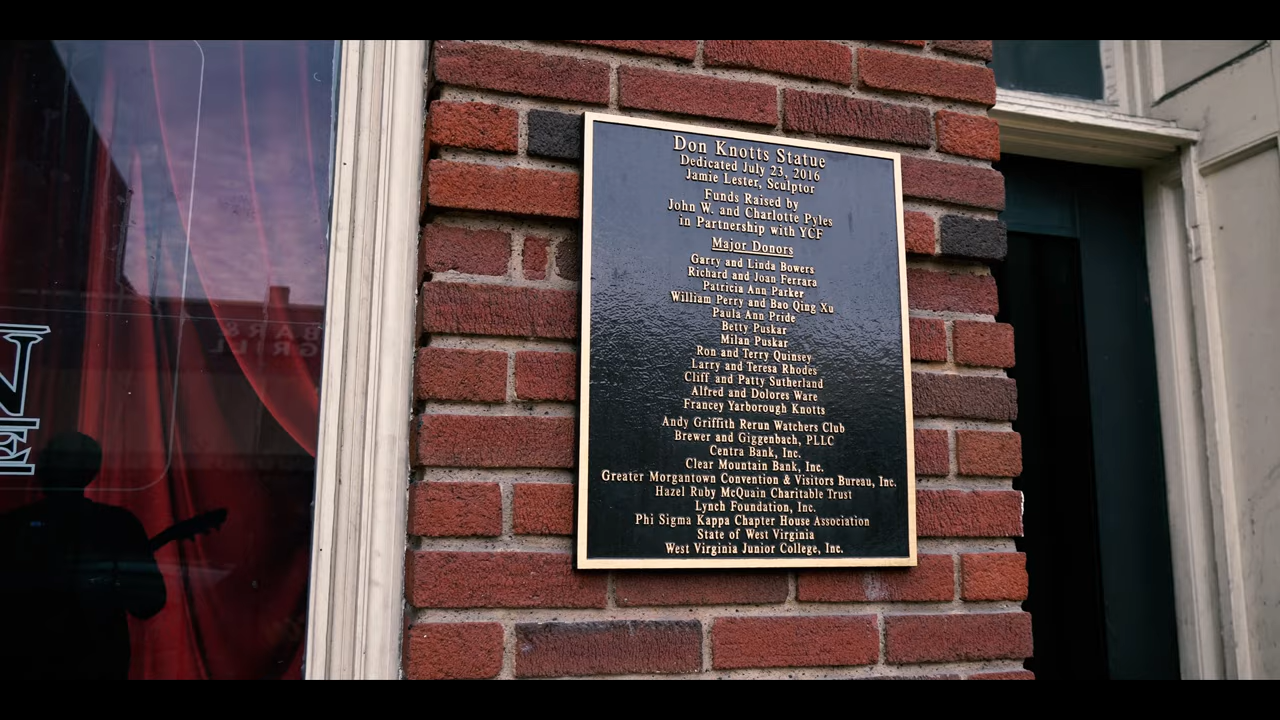 Don Knotts Statue
Dedicated July 23, 2016
Jamie Lester, Sculptor
Funds Raised by
John W. and Charlotte Pyles
in Partnership with YCF
Major Donors
Garry and Linda Bowers
Richard and Joan Ferrara
Patricia Ann Parker
William Perry and Bao Qing Xu
Paula Ann Pride
Betty Puskar
Milan Puskar
Ron and Terry Quinsey
Larry and Teresa Rhodes
Cliff and Patty Sutherland
Alfred and Dolores Ware
Francey Yarborough Knotts
Andy Griffith Rerun Watchers Club
Brewer and Giggenbach, PLLC
Centra Bank, Inc.
Clear Mountain Bank, Inc.
Greater Morgantown Convention & Visitors Bureau, Inc.
Hazel Ruby McQuain Charitable Trust
Lynch Foundation, Inc.
Phi Sigma Kappa Chapter House Association
State of West Virginia
West Virginia Junior College, Inc.
BAR &
GRILL
N
E